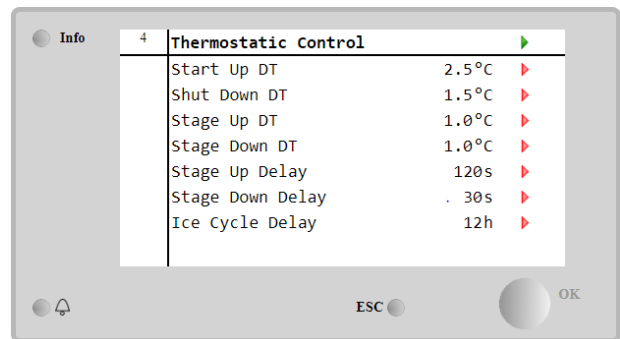 Info
4 Thermostatic Control
Start Up DT 2.5°C
Shut Down DT 1.5°C
Stage Up DT 1.0°C
Stage Down DT 1.0°C
Stage Up Delay 120s
Stage Down Delay . 30s
Ice Cycle Delay 12h
ESC
OK